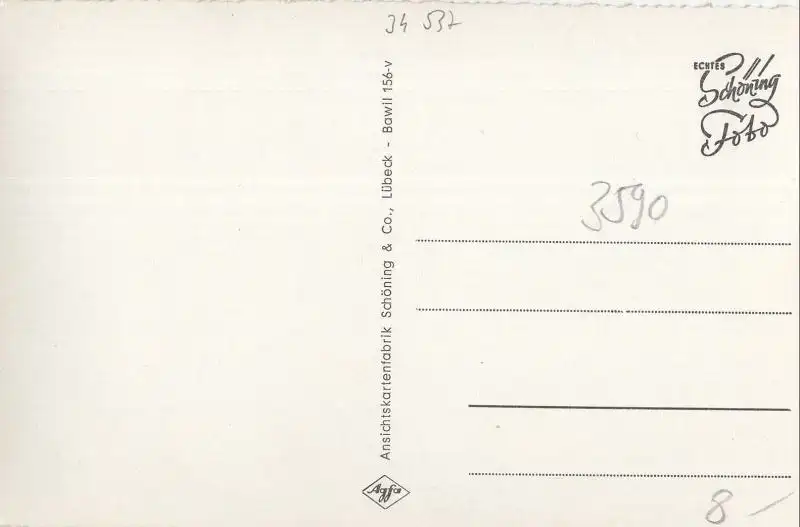 34 537
ECHTES
Schöning
Foto
Ansichtskartenfabrik Schöning & Co., Lübeck - Bawil 156-v
3590
Agfa
8 –